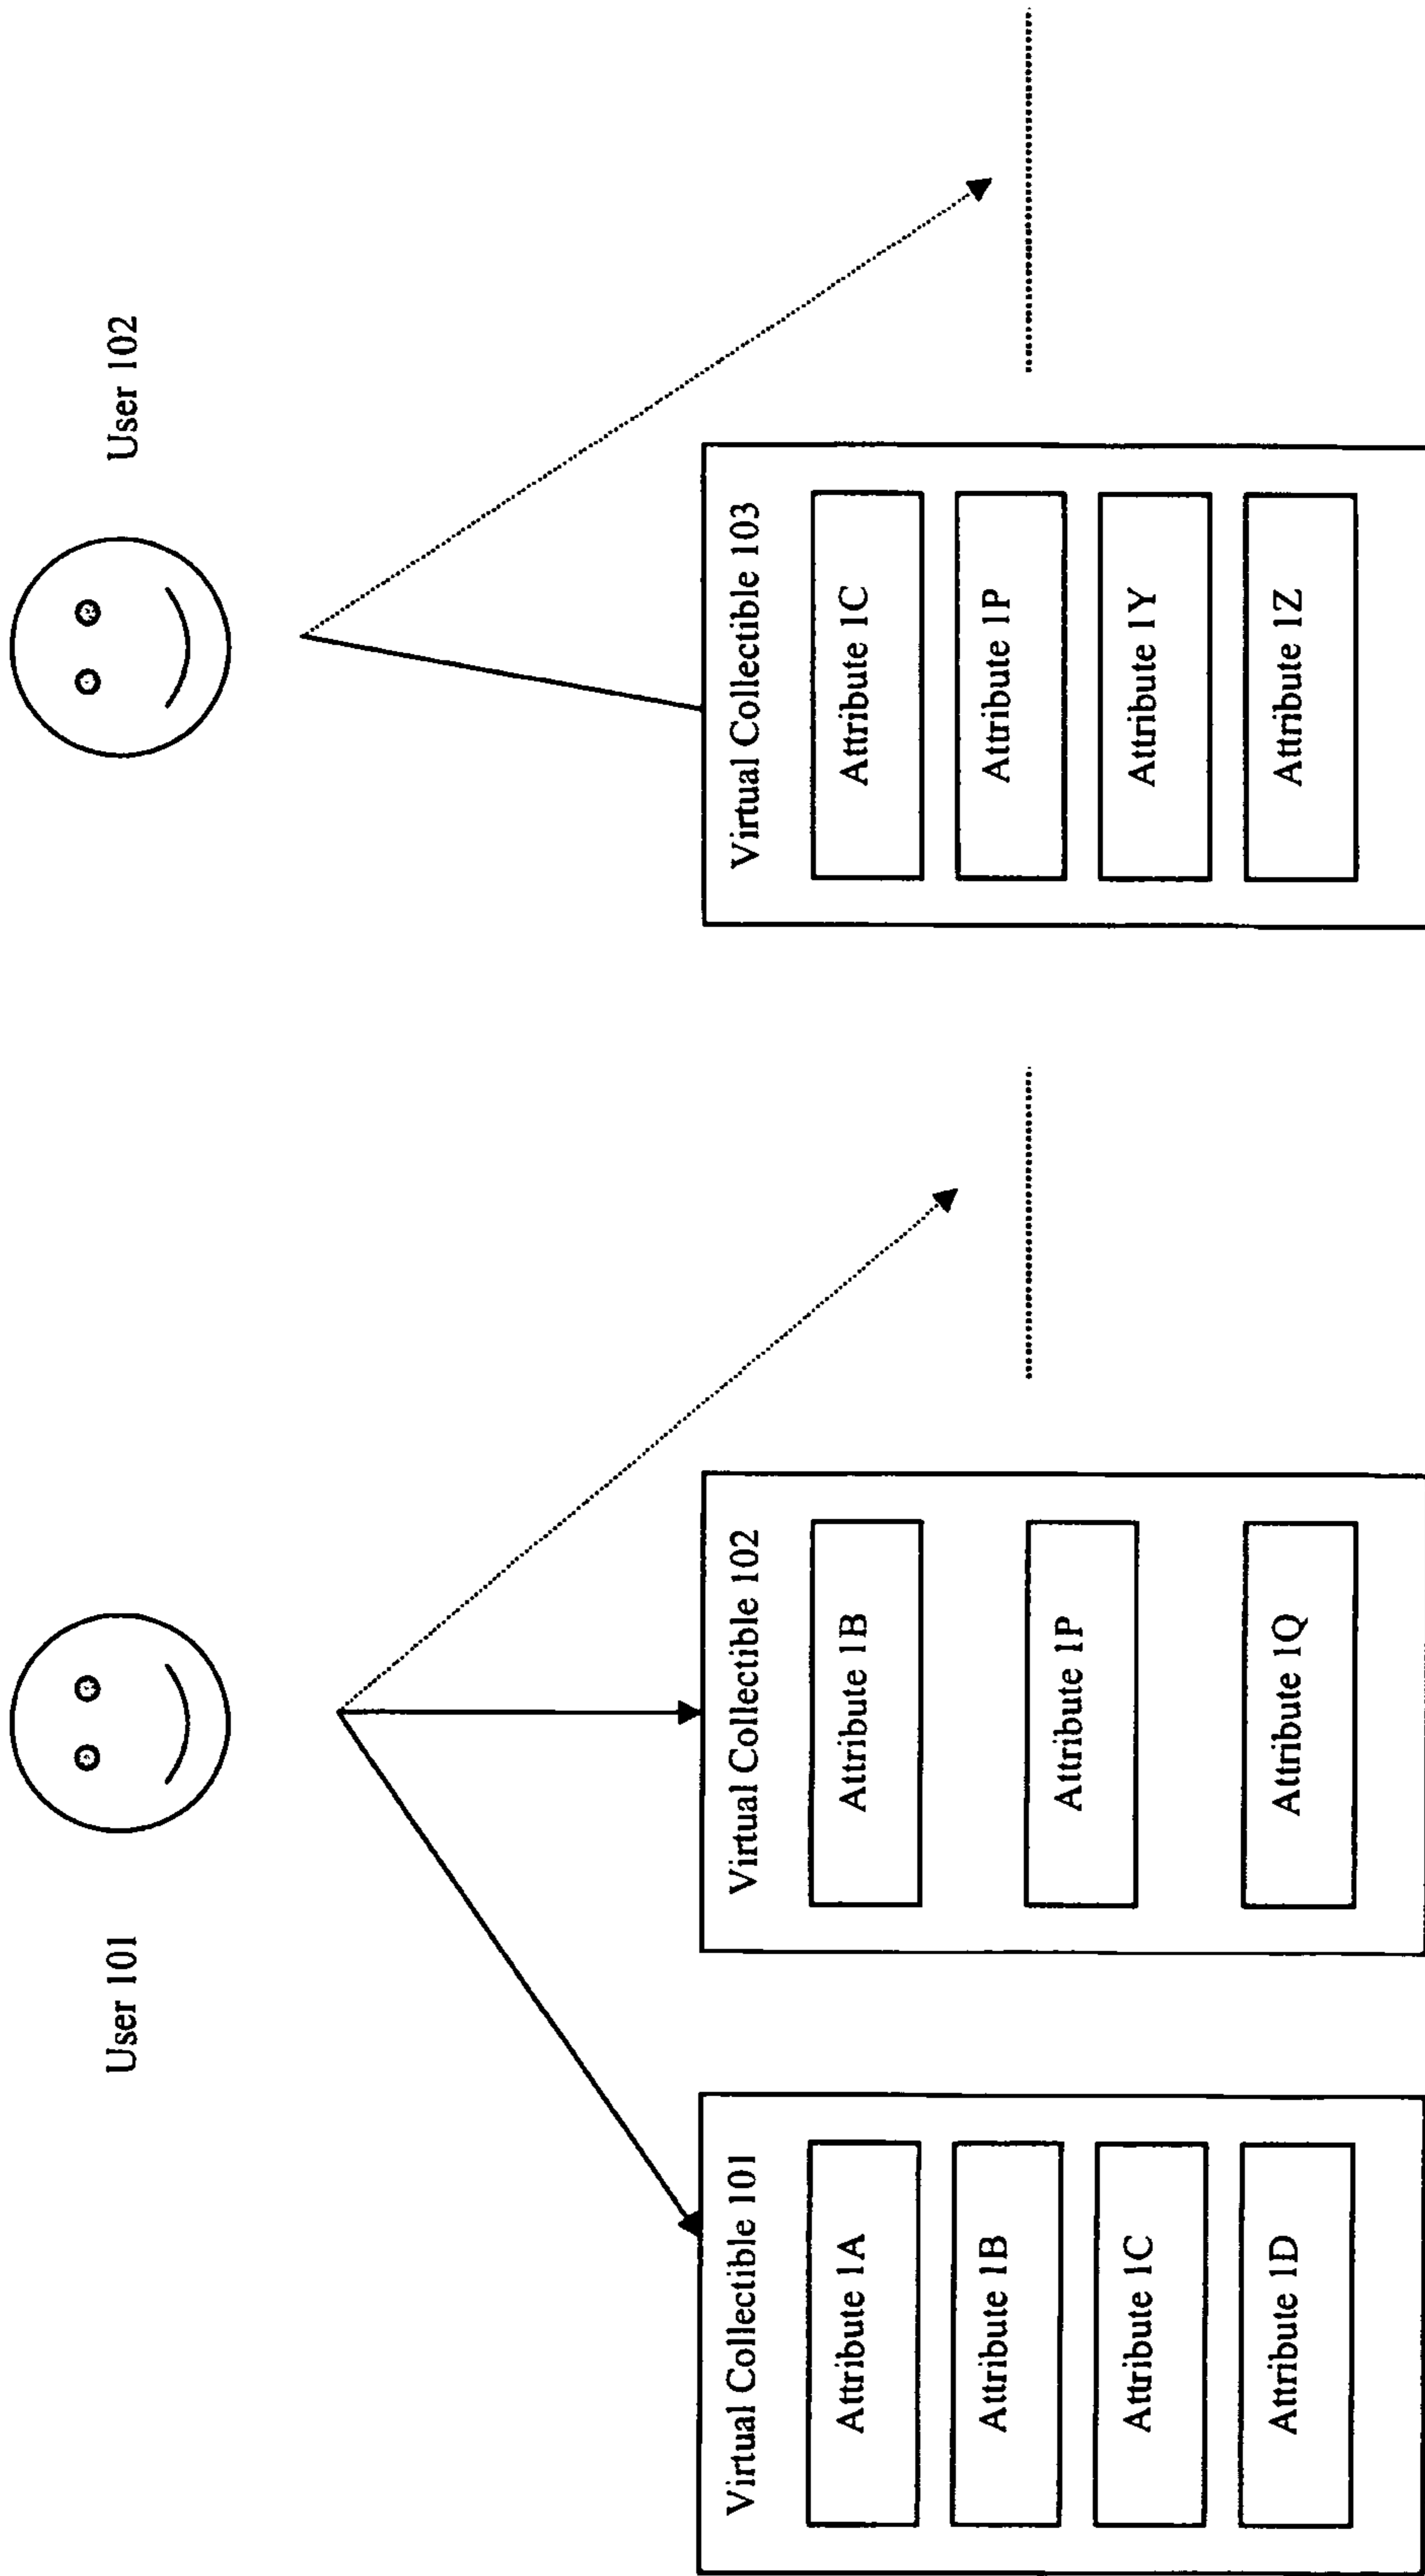 User 101
User 102
Virtual Collectible 101
Attribute 1A
Attribute 1B
Attribute 1C
Attribute 1D
Virtual Collectible 102
Attribute 1B
Attribute 1P
Attribute 1Q
Virtual Collectible 103
Attribute 1C
Attribute 1P
Attribute 1Y
Attribute 1Z